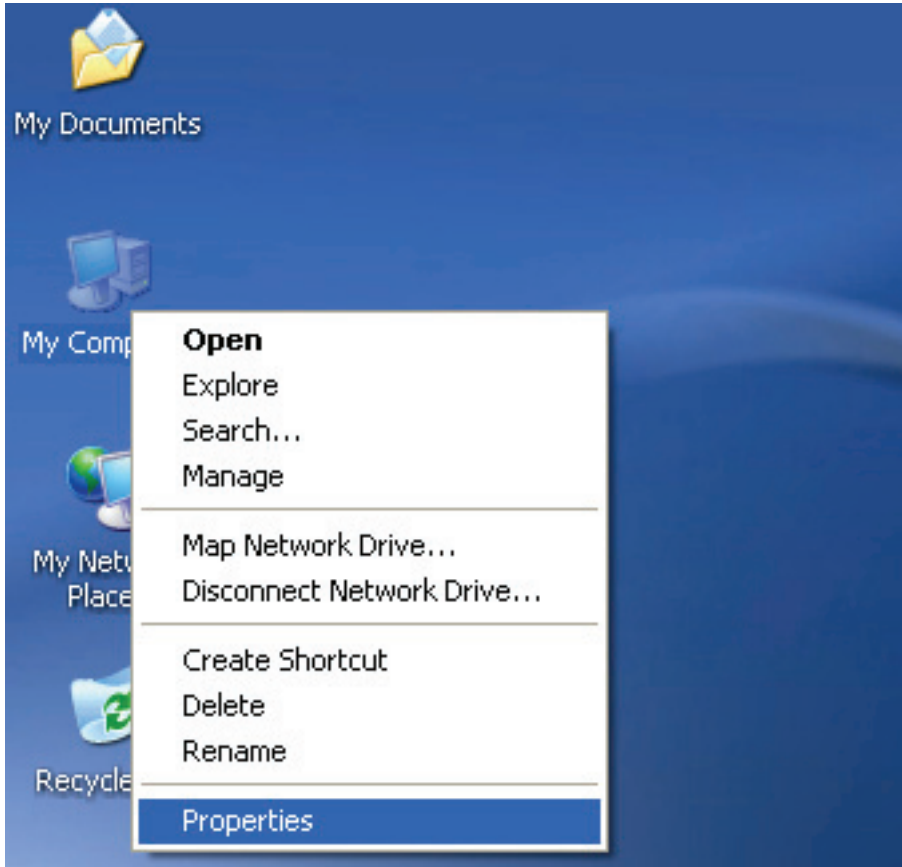 My Documents
My Comp
Open
Explore
Search...
Manage
Map Network Drive...
Disconnect Network Drive...
My Netw
Place
Create Shortcut
Delete
Rename
Recycle
Properties